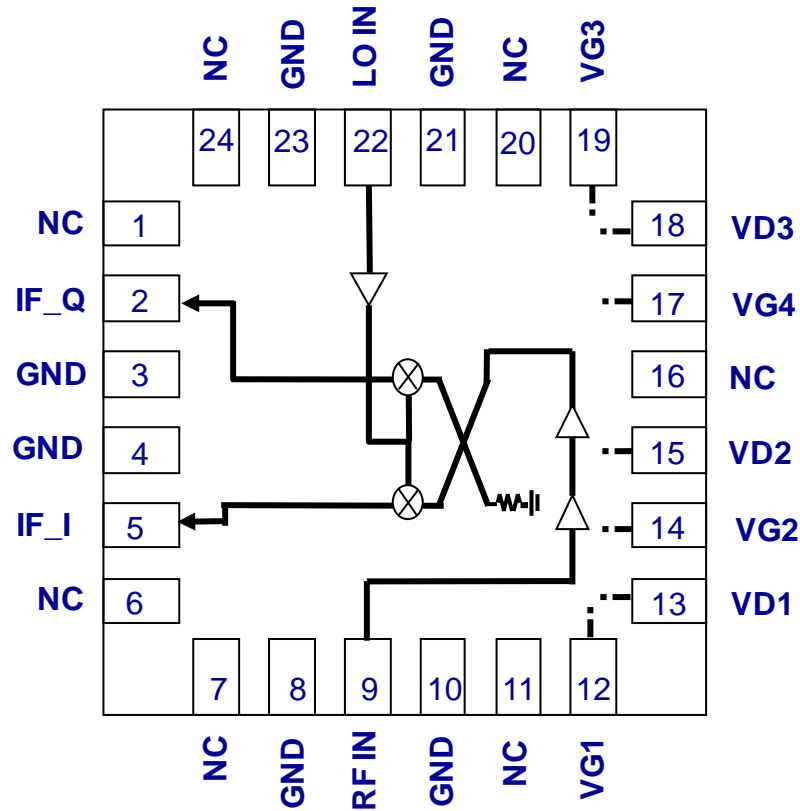 NC
GND
LO IN
GND
NC
VG3
24
23
22
21
20
19
NC
1
18
VD3
IF_Q
2
17
VG4
GND
3
16
NC
GND
4
15
VD2
IF_I
5
14
VG2
NC
6
13
VD1
7
8
9
10
11
12
NC
GND
RF IN
GND
NC
VG1